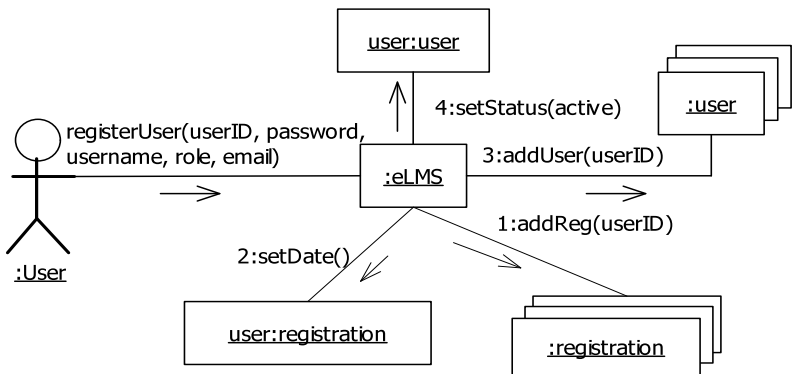 user:user
:user
4:setStatus(active)
registerUser(userID, password,
username, role, email)
3:addUser(userID)
:eLMS
1:addReg(userID)
2:setDate()
:User
user:registration
:registration